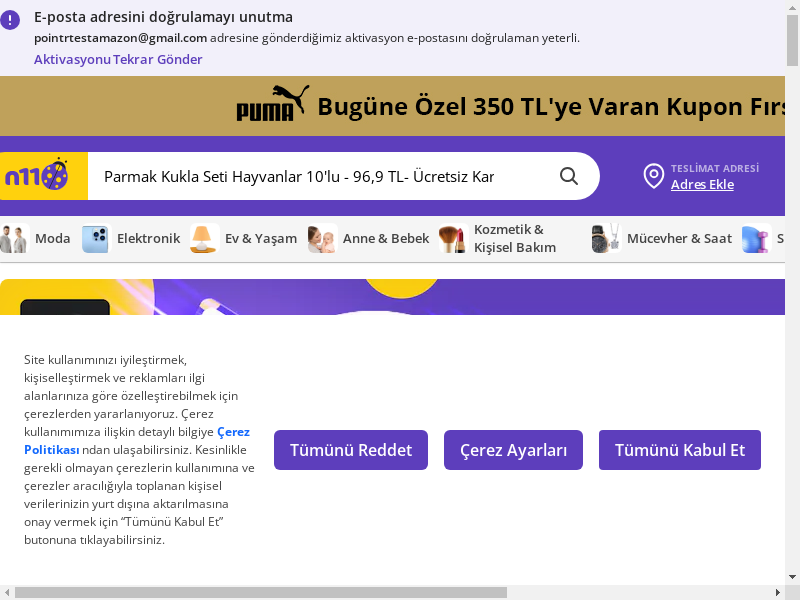 E-posta adresini doğrulamayı unutma
pointrtestamazon@gmail.com adresine gönderdiğimiz aktivasyon e-postasını doğrulaman yeterli.
Aktivasyonu Tekrar Gönder
PUMA Bugüne Özel 350 TL'ye Varan Kupon Fırs
n11
Parmak Kukla Seti Hayvanlar 10'lu - 96,9 TL- Ücretsiz Kar
TESLİMAT ADRESİ
Adres Ekle
Moda
Elektronik
Ev & Yaşam
Anne & Bebek
Kozmetik &
Kişisel Bakım
Mücevher & Saat
S
Site kullanımınızı iyileştirmek,
kişiselleştirmek ve reklamları ilgi
alanlarınıza göre özelleştirebilmek için
çerezlerden yararlanıyoruz. Çerez
kullanımımıza ilişkin detaylı bilgiye Çerez
Politikası ndan ulaşabilirsiniz. Kesinlikle
gerekli olmayan çerezlerin kullanımına ve
çerezler aracılığıyla toplanan kişisel
verilerinizin yurt dışına aktarılmasına
onay vermek için “Tümünü Kabul Et”
butonuna tıklayabilirsiniz.
Tümünü Reddet
Çerez Ayarları
Tümünü Kabul Et